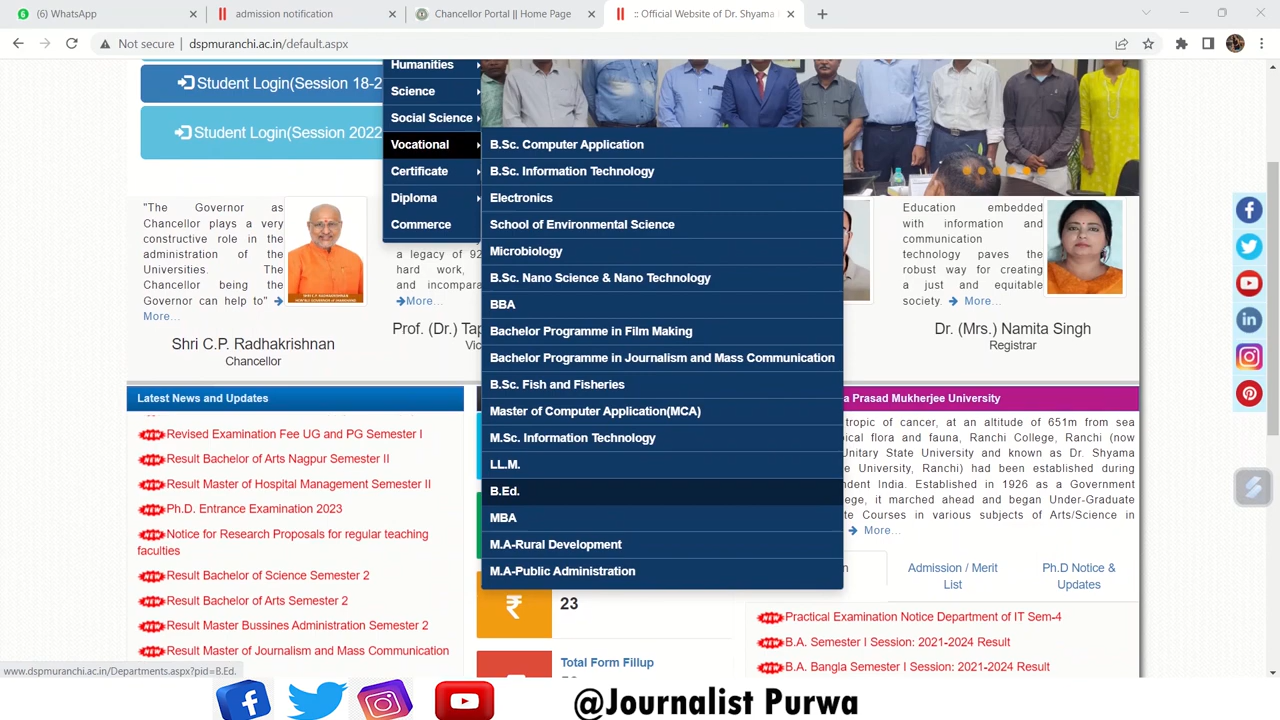 WhatsApp
admission notification
Chancellor Portal || Home Page
:: Official Website of Dr. Shyama
6
Not secure
dspmuranchi.ac.in/default.aspx
Student Login(Session 18-2
Student Login(Session 2022
Humanities
Science
Social Science
Vocational
Certificate
Diploma
Commerce
B.Sc. Computer Application
B.Sc. Information Technology
Electronics
School of Environmental Science
Microbiology
B.Sc. Nano Science & Nano Technology
BBA
Bachelor Programme in Film Making
Bachelor Programme in Journalism and Mass Communication
B.Sc. Fish and Fisheries
Master of Computer Application(MCA)
M.Sc. Information Technology
LL.M.
B.Ed.
MBA
M.A-Rural Development
M.A-Public Administration
"The Governor as
Chancellor plays a very
constructive role in the
administration of the
Universities. The
Chancellor being the
Governor can help to"
More...
SHRI C.P. RADHAKRISHNAN
Shri C.P. Radhakrishnan
Chancellor
a legacy of 92
hard work,
and incompara
More...
Prof. (Dr.) Tap
Vic
Education embedded
with information and
communication
technology paves the
robust way for creating
a just and equitable
society. More...
Dr. (Mrs.) Namita Singh
Registrar
Latest News and Updates
Revised Examination Fee UG and PG Semester I
Result Bachelor of Arts Nagpur Semester II
Result Master of Hospital Management Semester II
Ph.D. Entrance Examination 2023
Notice for Research Proposals for regular teaching
faculties
Result Bachelor of Science Semester 2
Result Bachelor of Arts Semester 2
Result Master Bussines Administration Semester 2
Result Master of Journalism and Mass Communication
23
Total Form Fillup
a Prasad Mukherjee University
tropic of cancer, at an altitude of 651m from sea
pical flora and fauna, Ranchi College, Ranchi (now
Unitary State University and known as Dr. Shyama
e University, Ranchi) had been established during
endent India. Established in 1926 as a Government
ege, it marched ahead and began Under-Graduate
te Courses in various subjects of Arts/Science in
More...
n
Admission / Merit
List
Ph.D Notice &
Updates
Practical Examination Notice Department of IT Sem-4
B.A. Semester I Session: 2021-2024 Result
B.A. Bangla Semester I Session: 2021-2024 Result
www.dspmuranchi.ac.in/Departments.aspx?pid=B.Ed.
@Journalist Purwa